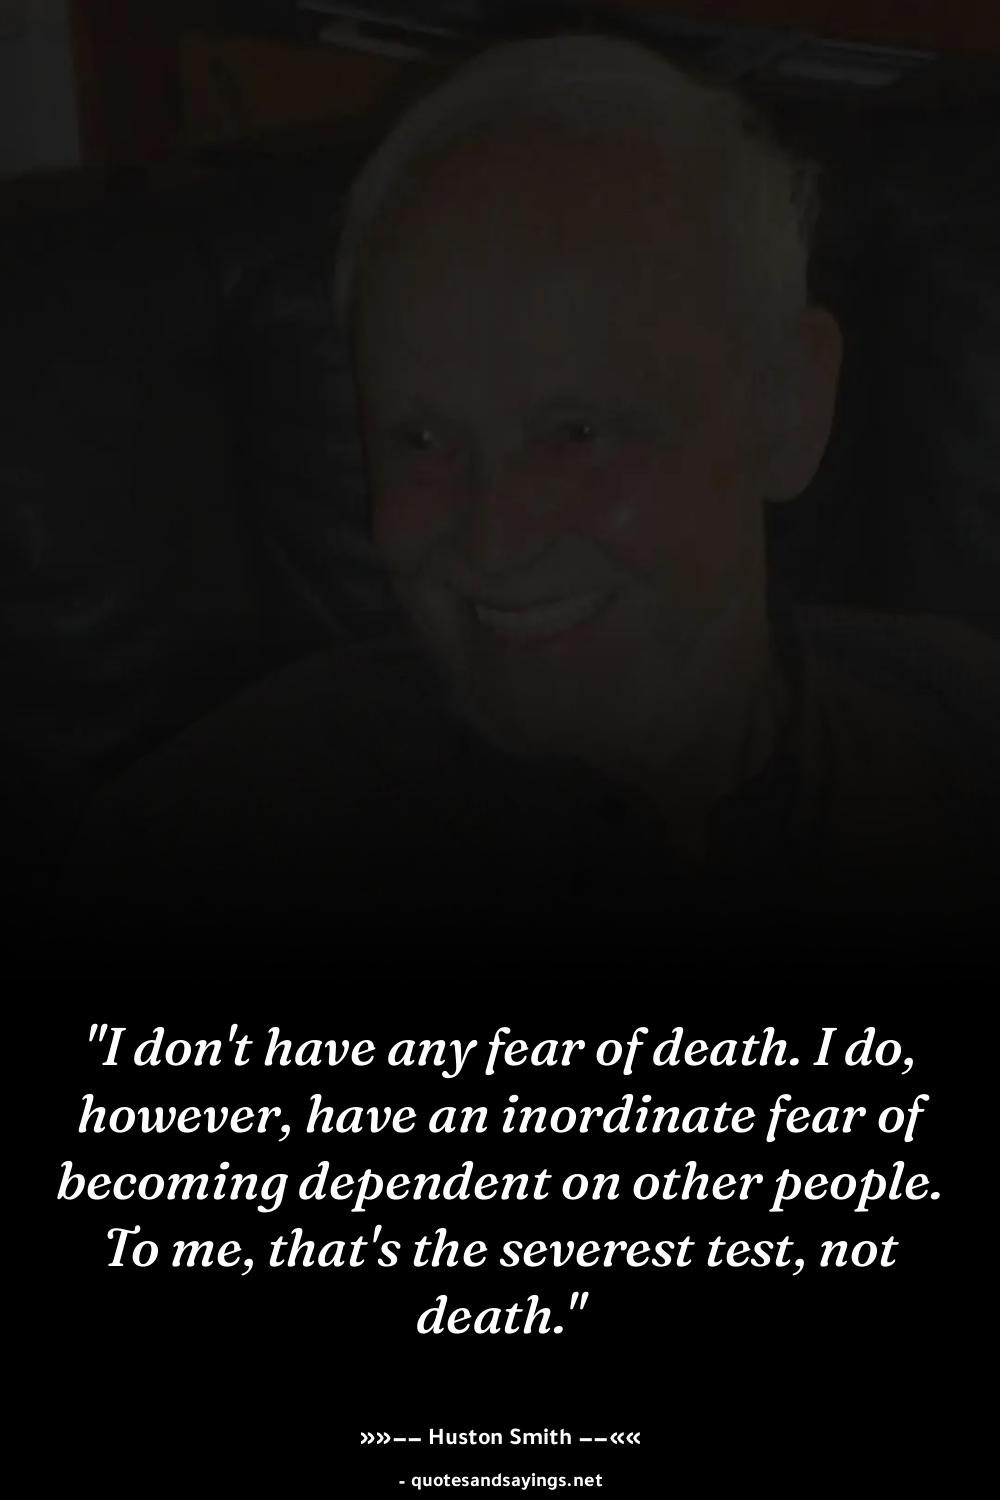 "I don't have any fear of death. I do,
however, have an inordinate fear of
becoming dependent on other people.
To me, that's the severest test, not
death."
»»−− Huston Smith −−««
- quotesandsayings.net